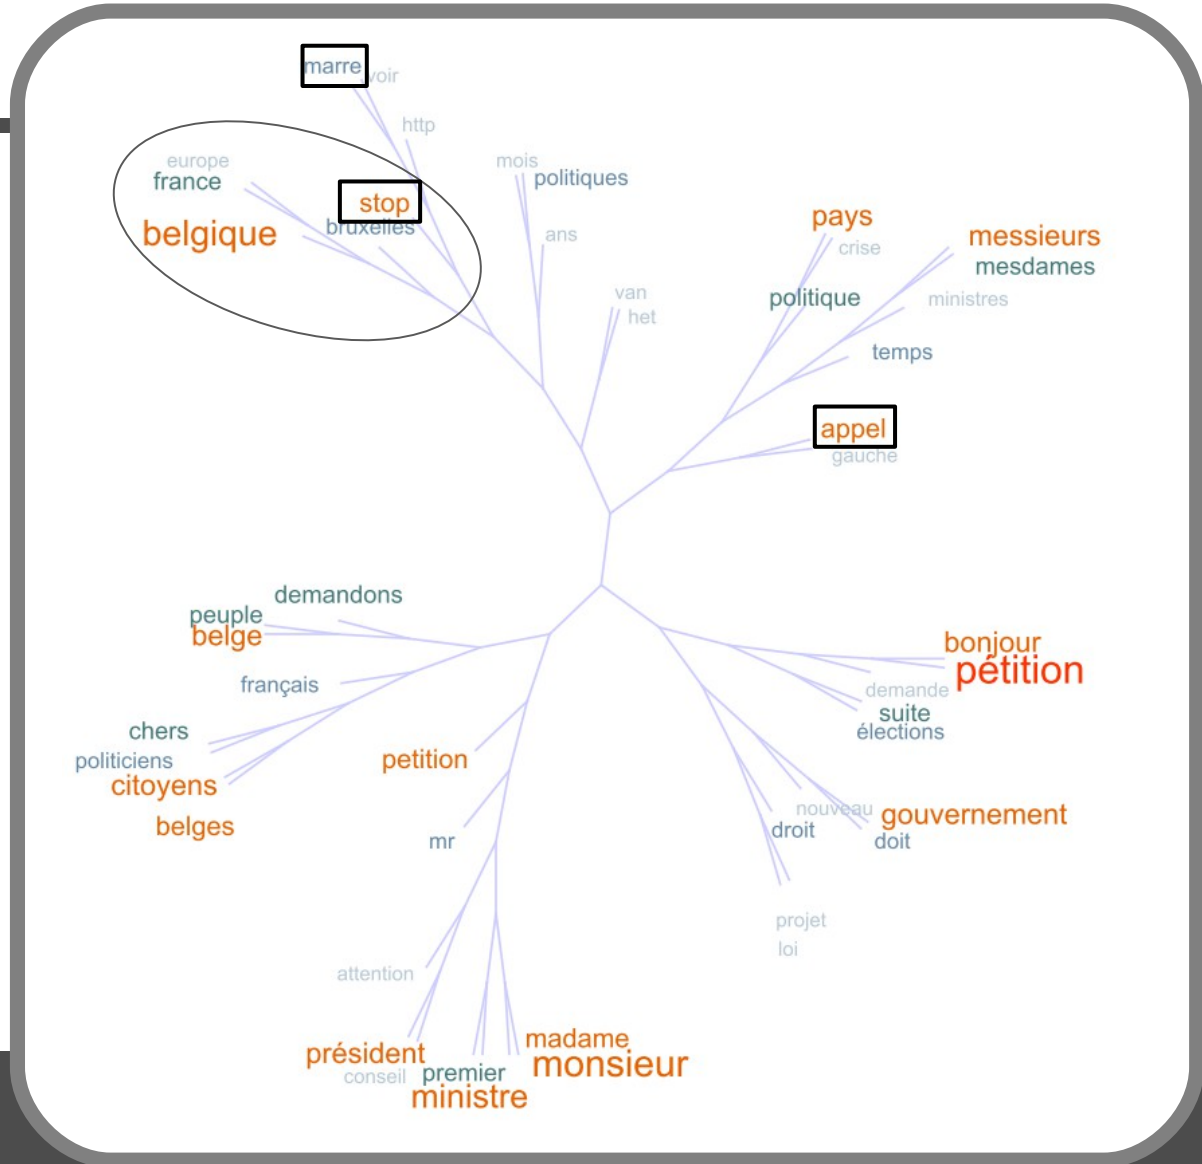 marre
voir
http
europe
mois
france
politiques
stop
pays
bruxelles
belgique
ans
messieurs
crise
mesdames
van
politique
ministres
het
temps
appel
gauche
demandons
peuple
belge
bonjour
pétition
français
demande
suite
chers
élections
politiciens
petition
citoyens
nouveau
gouvernement
belges
droit
doit
mr
projet
loi
attention
madame
président
monsieur
conseil
premier
ministre